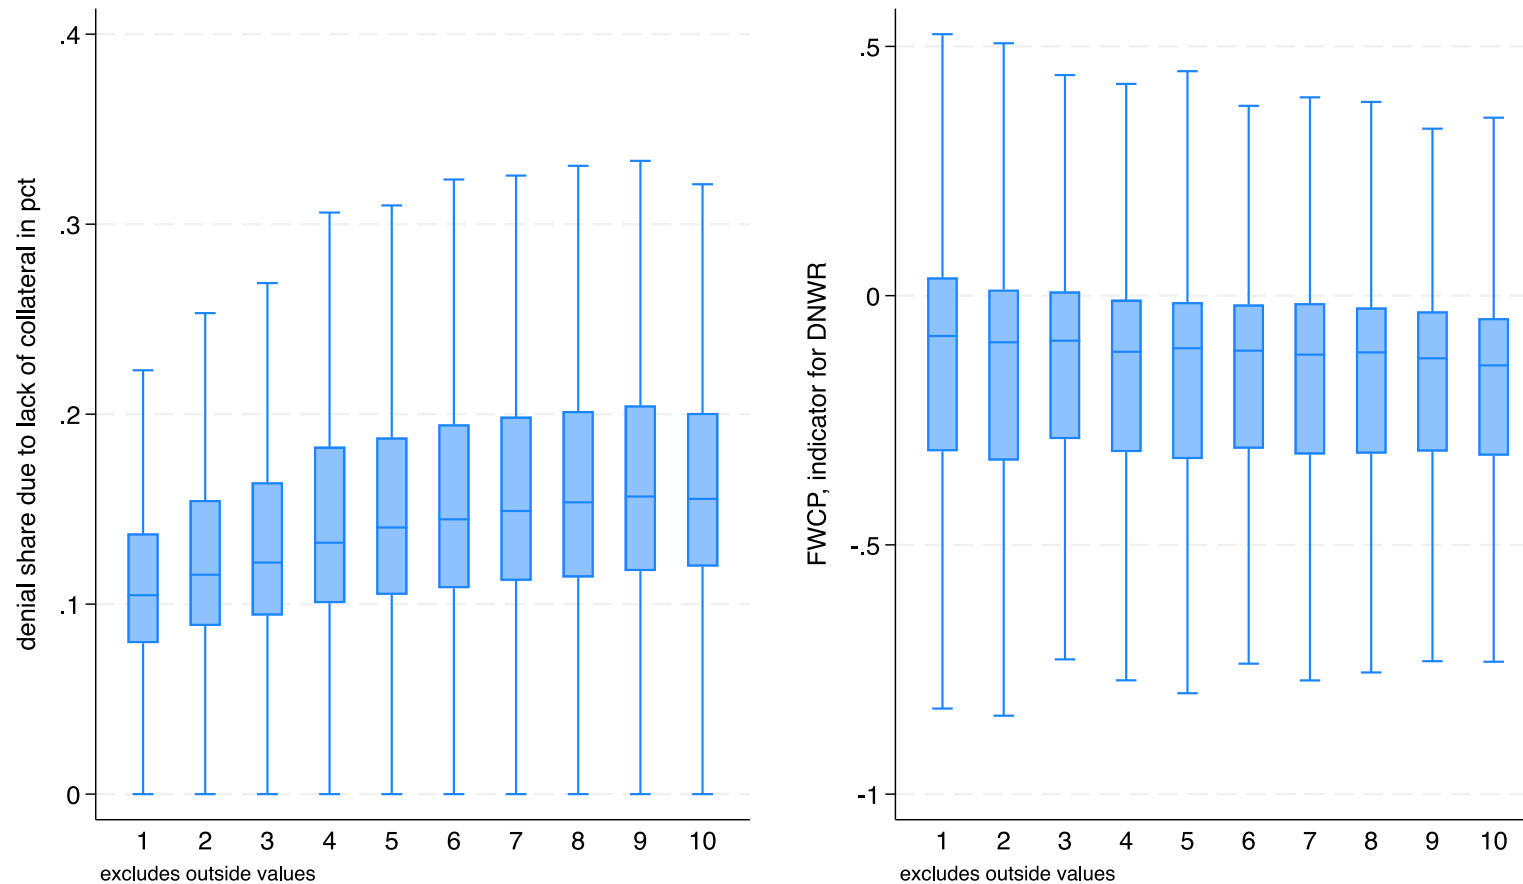 denial share due to lack of collateral in pct
.4
.3
.2
.1
0
1 2 3 4 5 6 7 8 9 10
excludes outside values
FWCP, indicator for DNWR
.5
0
-.5
-1
1 2 3 4 5 6 7 8 9 10
excludes outside values